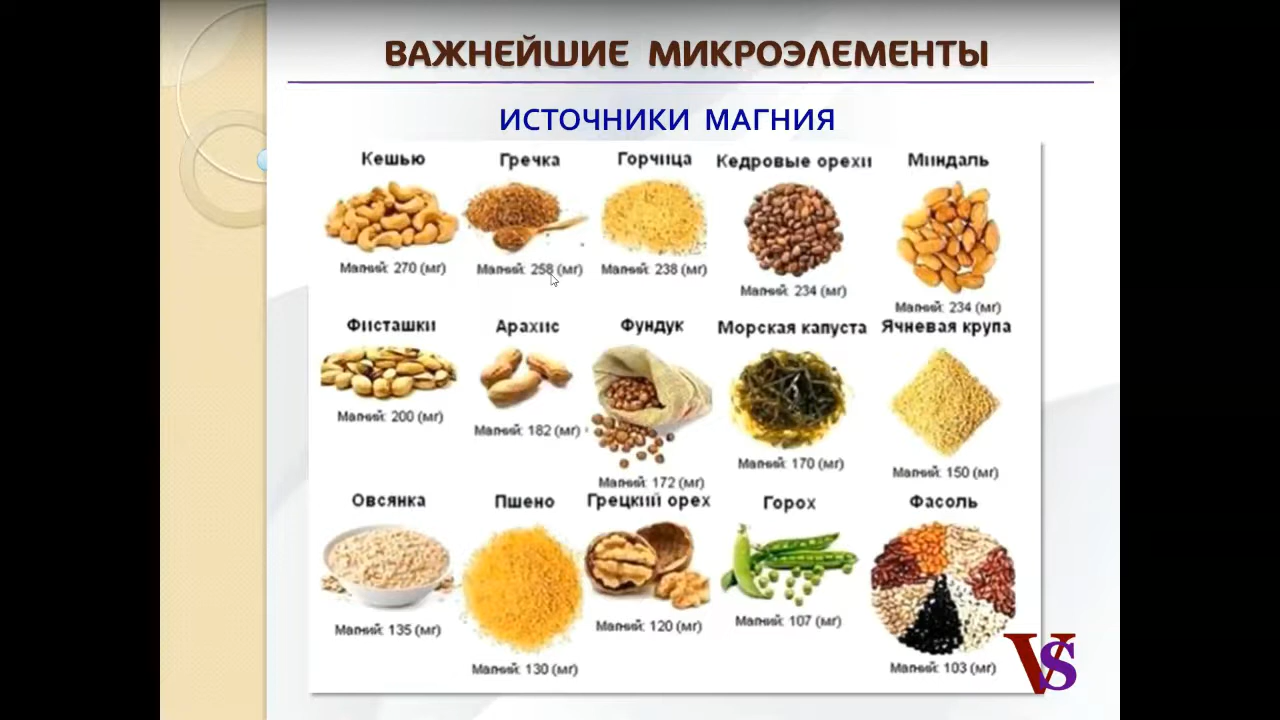 ВАЖНЕЙШИЕ МИКРОЭЛЕМЕНТЫ
ИСТОЧНИКИ МАГНИЯ
Кешью Гречка Горчица Кедровые орехи Миндаль
Магний: 270 (мг) Магний: 258 (мг) Магний: 238 (мг) Магний: 234 (мг) Магний: 234 (мг)
Фисташки Арахис Фундук Морская капуста Ячневая крупа
Магний: 200 (мг) Магний: 182 (мг) Магний: 172 (мг) Магний: 170 (мг) Магний: 150 (мг)
Овсянка Пшено Грецкий орех Горох Фасоль
Магний: 135 (мг) Магний: 130 (мг) Магний: 120 (мг) Магний: 107 (мг) Магний: 103 (мг)
VS